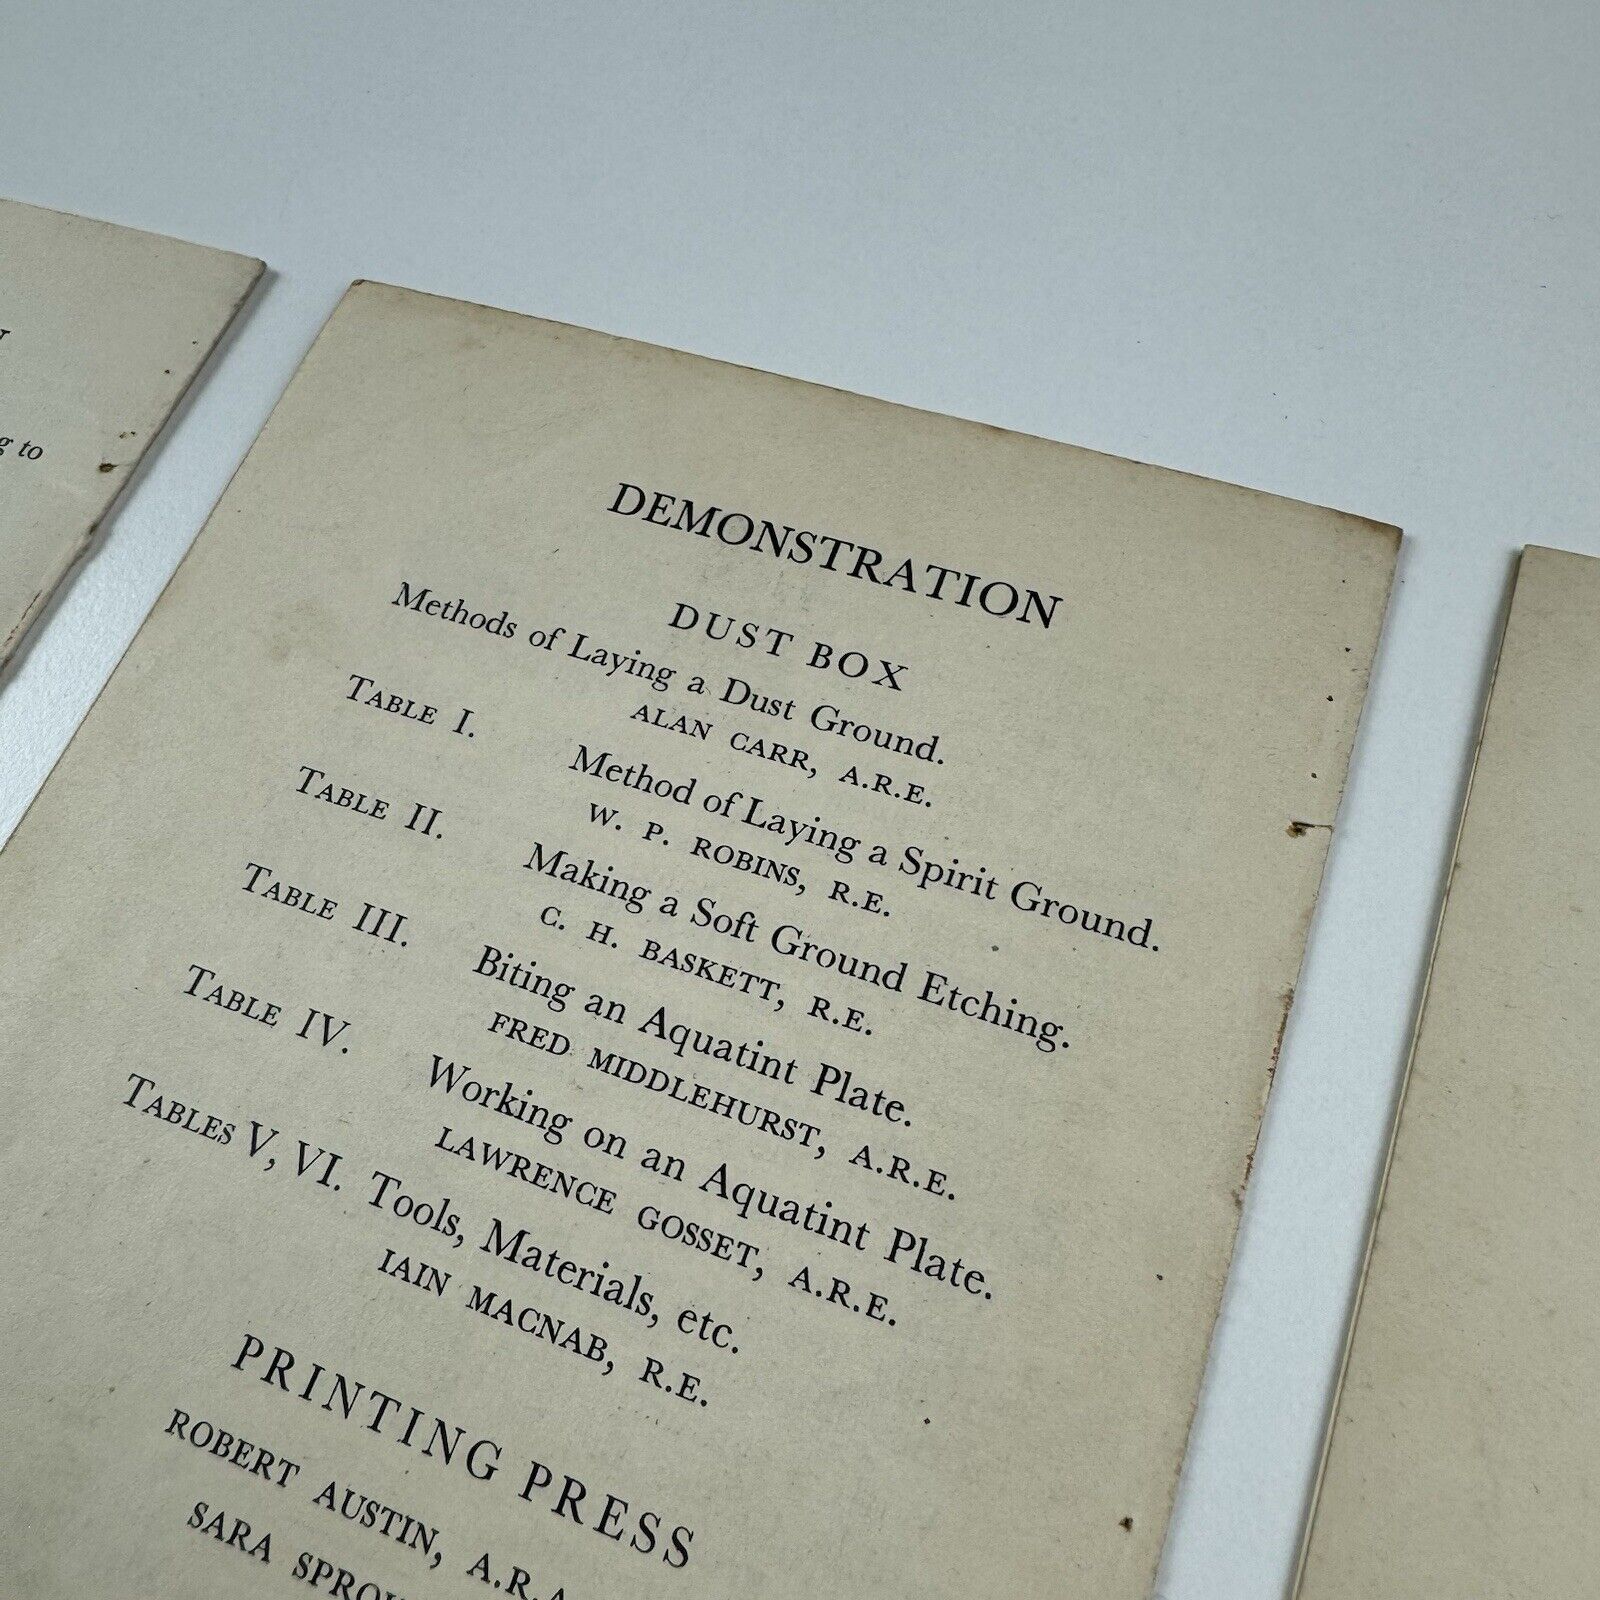 g to
DEMONSTRATION
DUST BOX
Methods of Laying a Dust Ground.
ALAN CARR, A.R.E.
TABLE I. Method of Laying a Spirit Ground.
W. P. ROBINS, R.E.
TABLE II. Making a Soft Ground Etching.
C. H. BASKETT, R.E.
TABLE III. Biting an Aquatint Plate.
FRED MIDDLEHURST, A.R.E.
TABLE IV. Working on an Aquatint Plate.
LAWRENCE GOSSET, A.R.E.
TABLES V, VI. Tools, Materials, etc.
IAIN MACNAB, R.E.
PRINTING PRESS
ROBERT AUSTIN, A.R.A
SARA